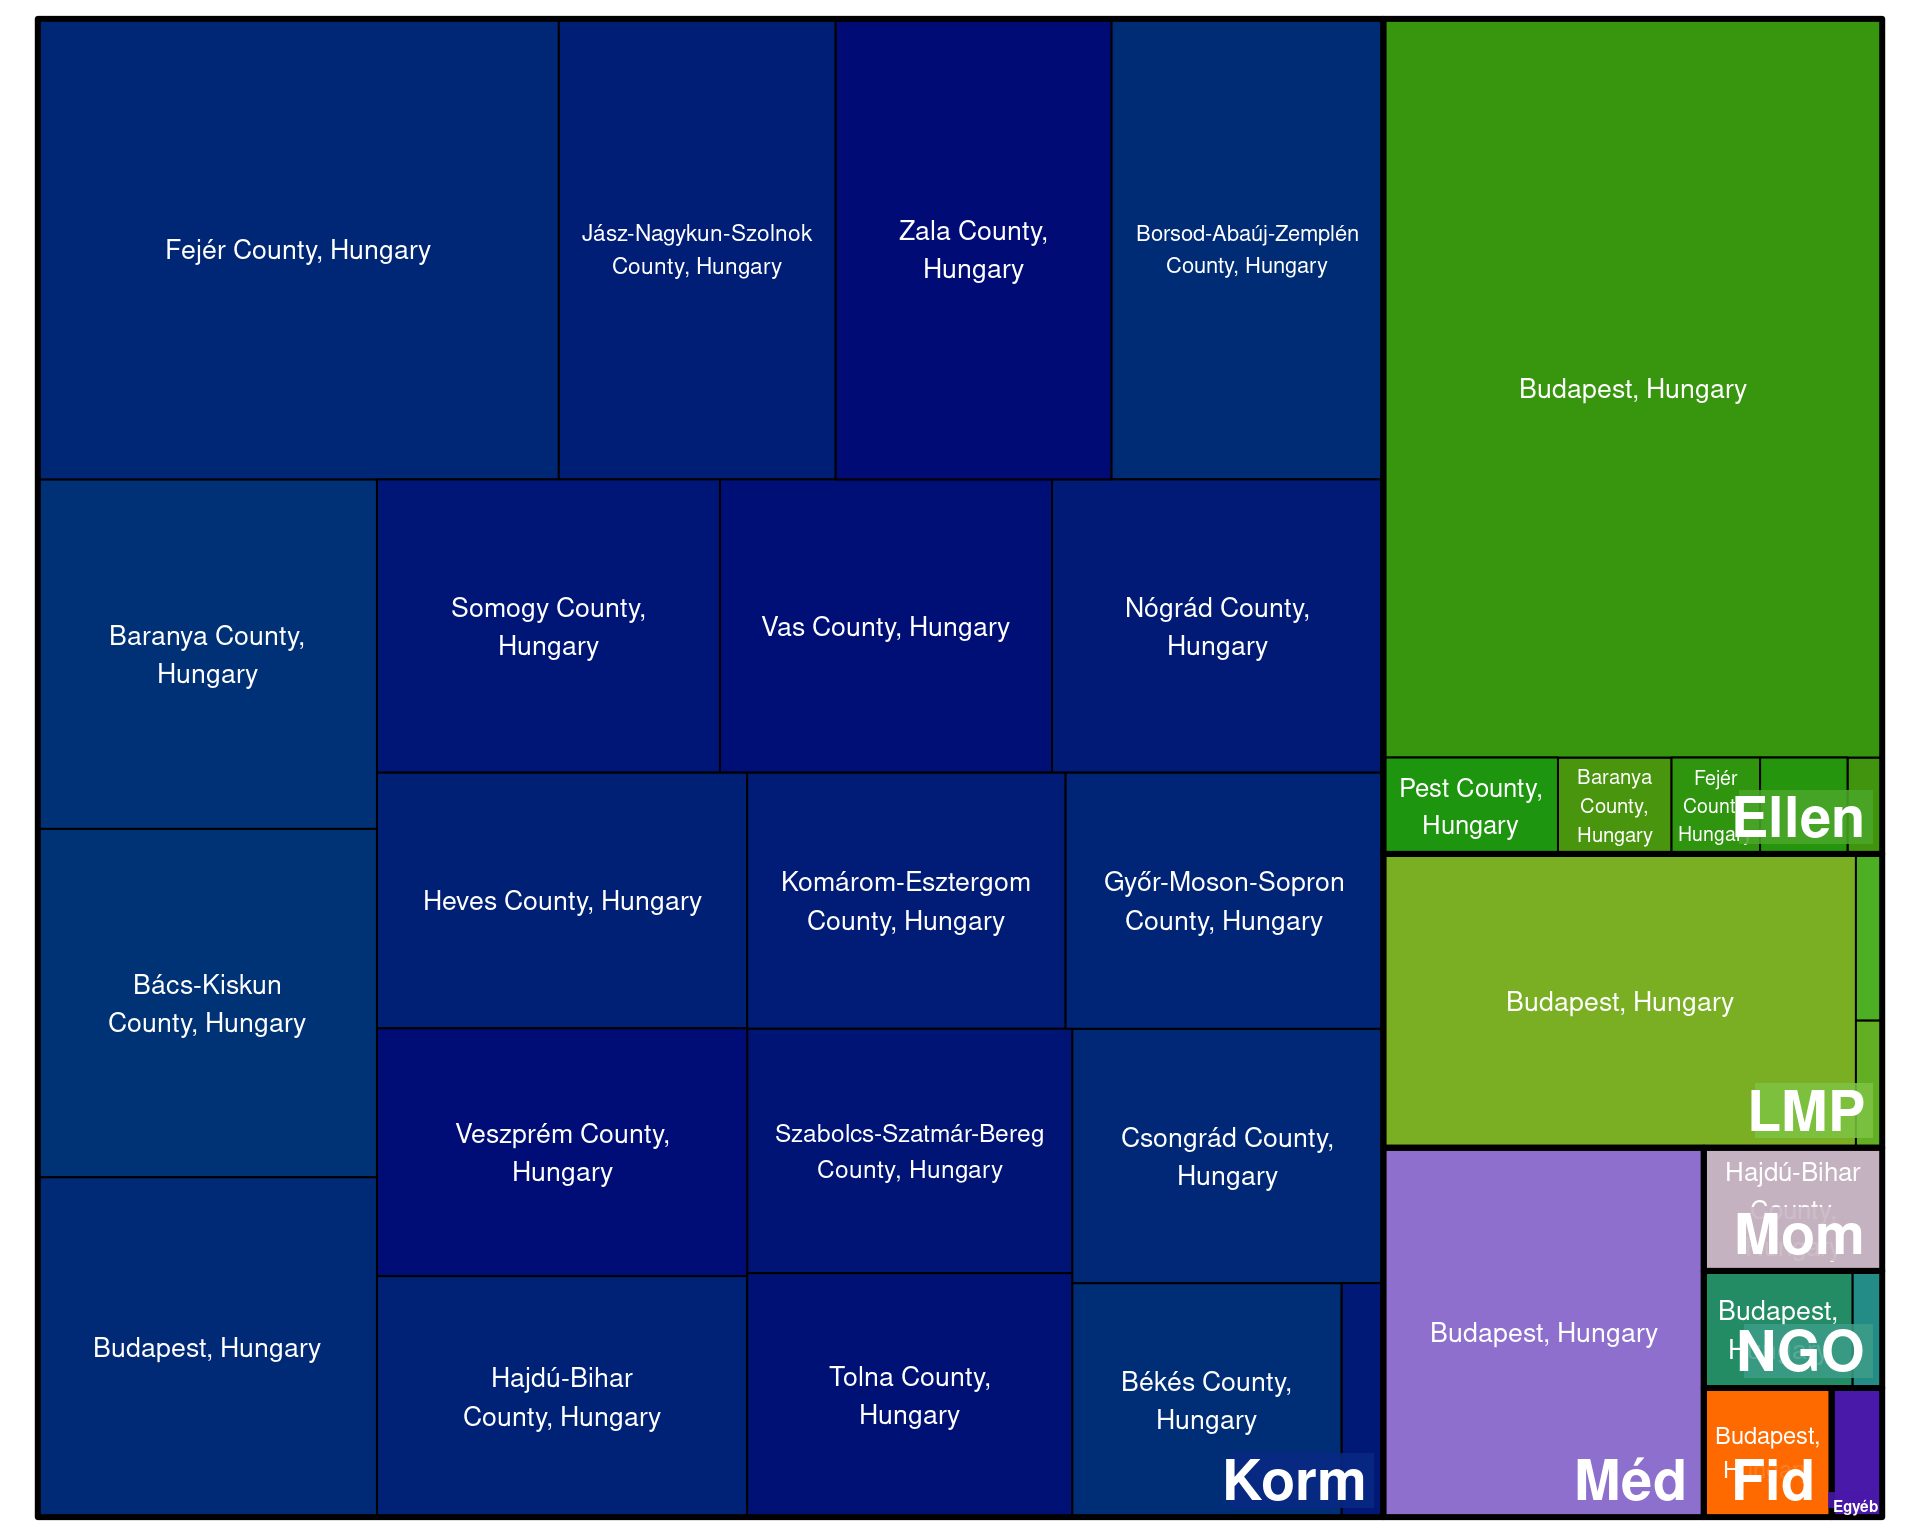 Fejér County, Hungary
Jász-Nagykun-Szolnok
County, Hungary
Zala County,
Hungary
Borsod-Abaúj-Zemplén
County, Hungary
Baranya County,
Hungary
Somogy County,
Hungary
Vas County, Hungary
Nógrád County,
Hungary
Bács-Kiskun
County, Hungary
Heves County, Hungary
Komárom-Esztergom
County, Hungary
Győr-Moson-Sopron
County, Hungary
Veszprém County,
Hungary
Szabolcs-Szatmár-Bereg
County, Hungary
Csongrád County,
Hungary
Budapest, Hungary
Hajdú-Bihar
County, Hungary
Tolna County,
Hungary
Békés County,
Hungary
Korm
Budapest, Hungary
Pest County,
Hungary
Baranya
County,
Hungary
Fejér
County,
Hungary
Ellen
Budapest, Hungary
LMP
Budapest, Hungary
Méd
Hajdú-Bihar
County,
Mom
Budapest,
NGO
Budapest,
Fid
Egyéb